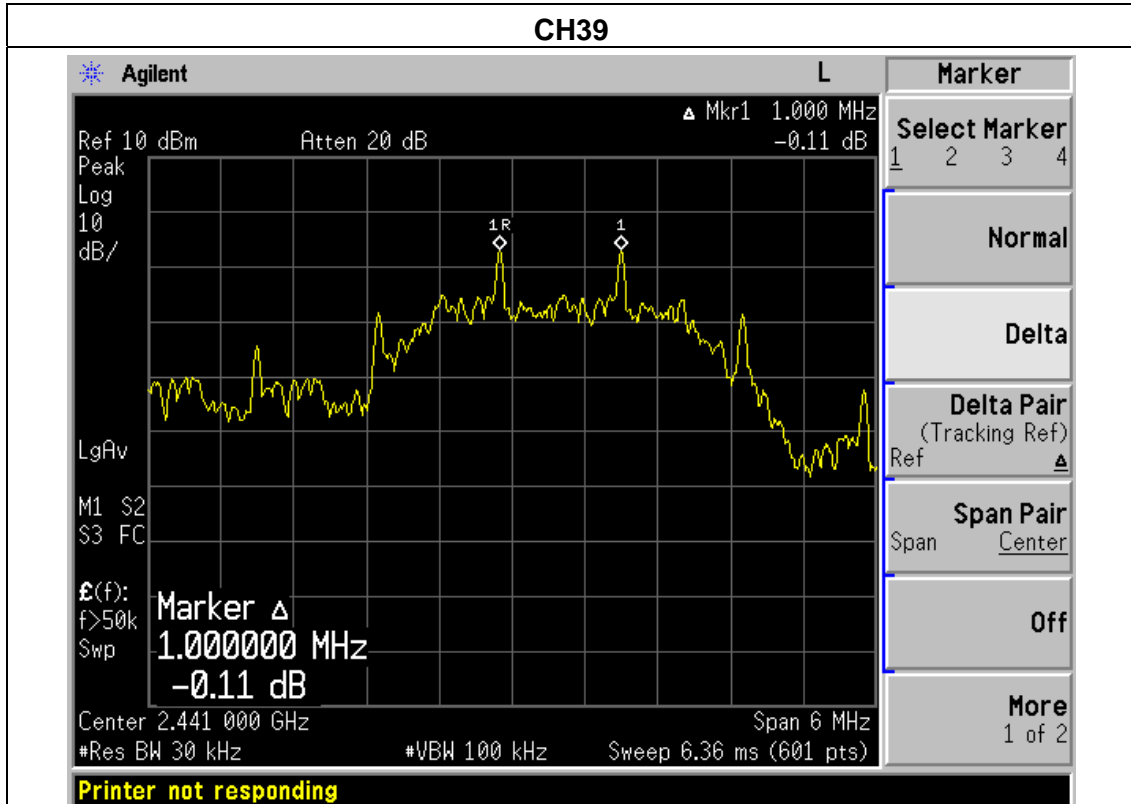 CH39
Agilent L
Δ Mkr1 1.000 MHz
Ref 10 dBm Atten 20 dB -0.11 dB
Peak
Log
10
dB/
1R 1
LgAv
M1 S2
S3 FC
£(f):
f>50k
Swp
Marker Δ
1.000000 MHz
-0.11 dB
Center 2.441 000 GHz Span 6 MHz
#Res BW 30 kHz #VBW 100 kHz Sweep 6.36 ms (601 pts)
Printer not responding
Marker
Select Marker
1 2 3 4
Normal
Delta
Delta Pair
(Tracking Ref)
Ref Δ
Span Pair
Span Center
Off
More
1 of 2